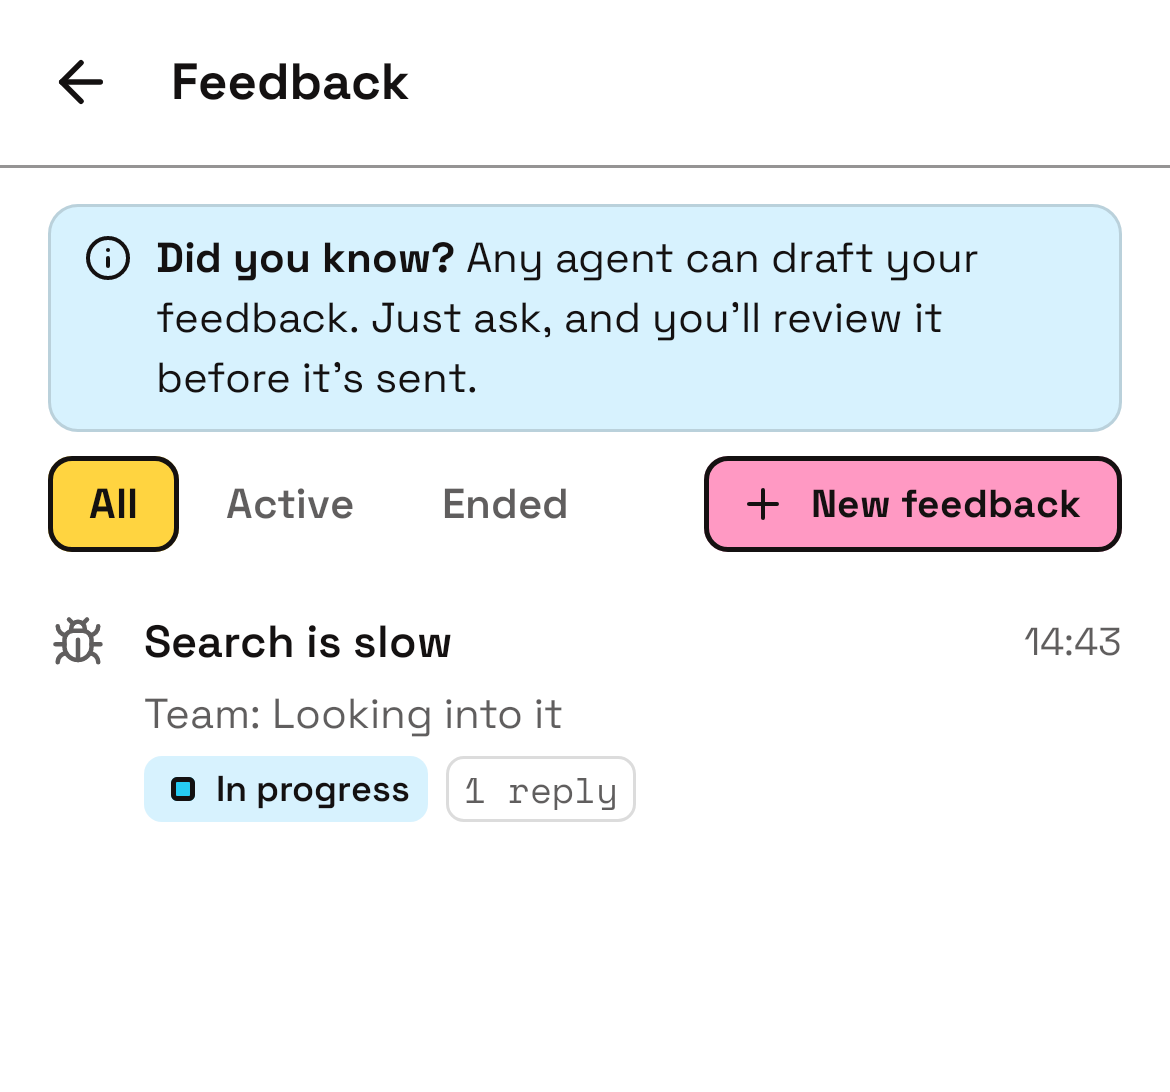 Feedback
Did you know? Any agent can draft your
feedback. Just ask, and you’ll review it
before it’s sent.
All Active Ended + New feedback
Search is slow 14:43
Team: Looking into it
In progress 1 reply